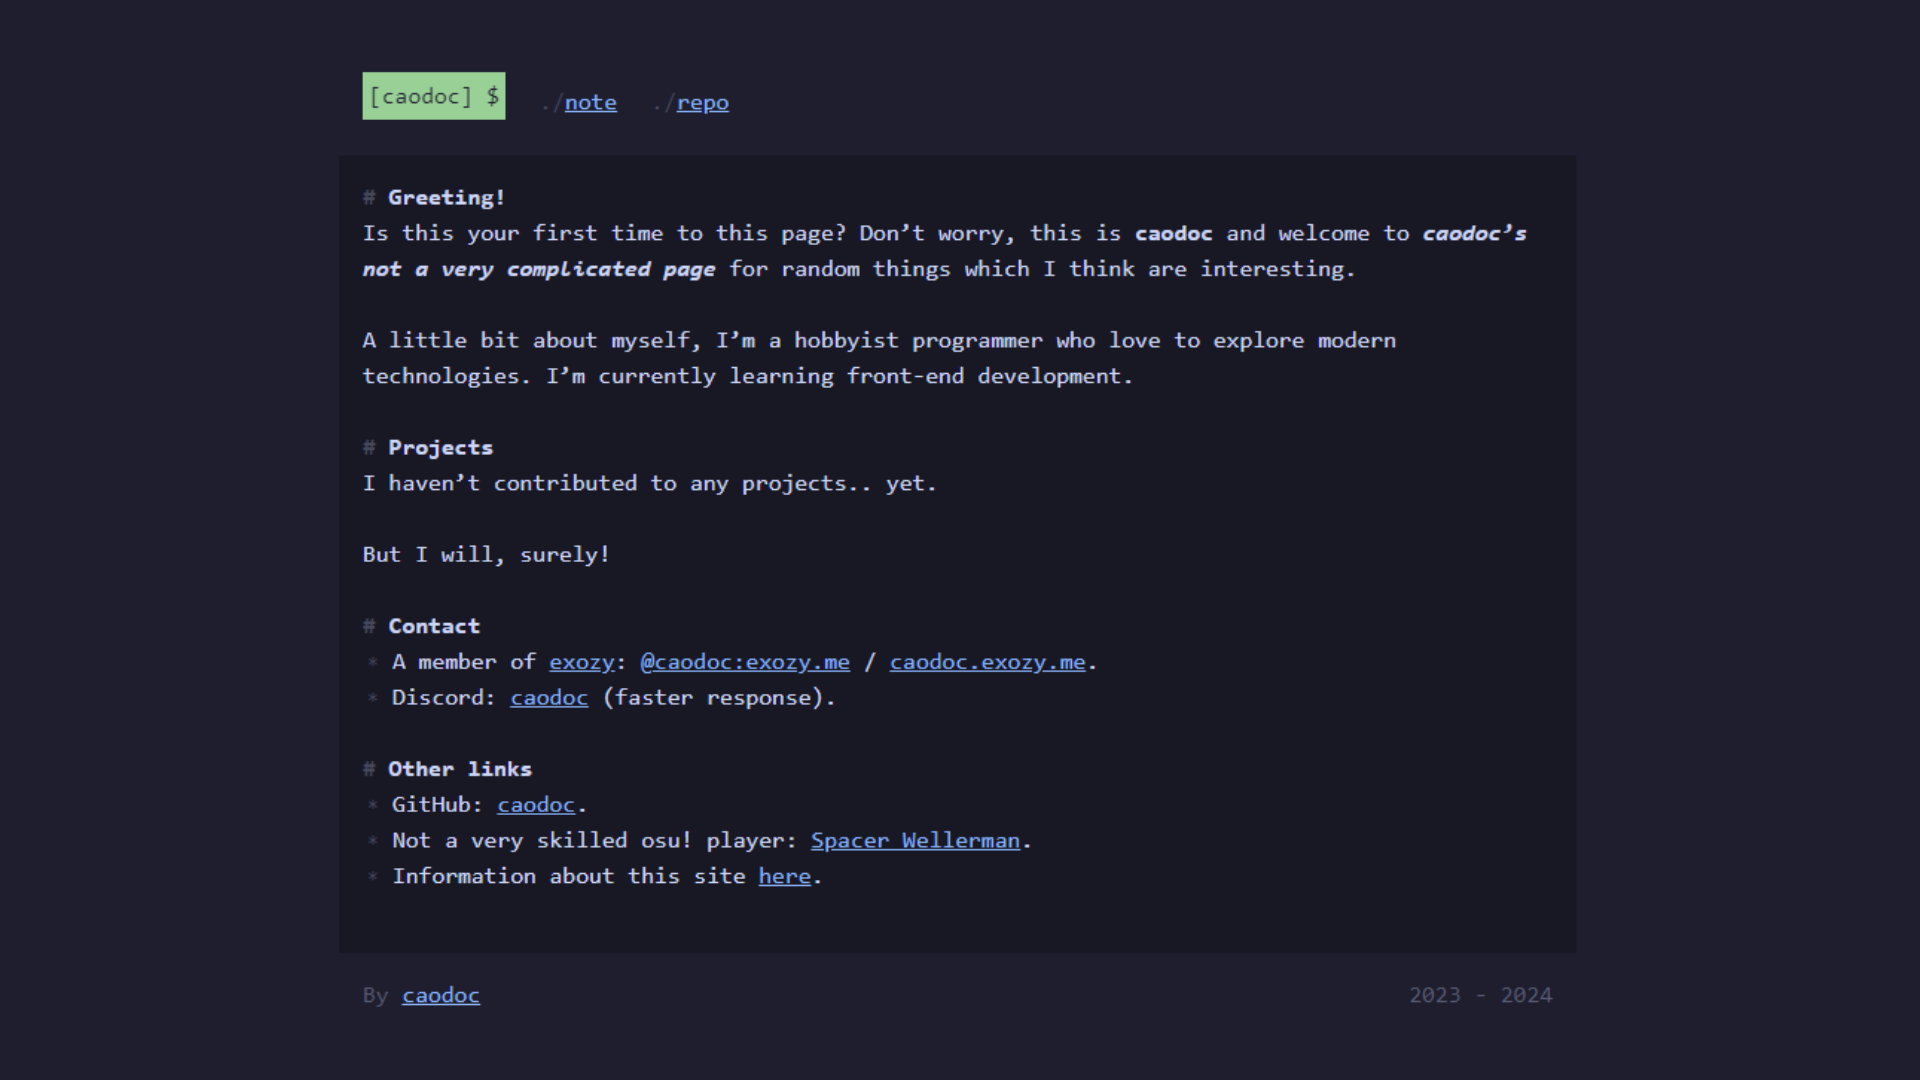 [caodoc] $ ./note ./repo
# Greeting!
Is this your first time to this page? Don’t worry, this is caodoc and welcome to caodoc’s
not a very complicated page for random things which I think are interesting.
A little bit about myself, I’m a hobbyist programmer who love to explore modern
technologies. I’m currently learning front-end development.
# Projects
I haven’t contributed to any projects.. yet.
But I will, surely!
# Contact
* A member of exozy: @caodoc:exozy.me / caodoc.exozy.me.
* Discord: caodoc (faster response).
# Other links
* GitHub: caodoc.
* Not a very skilled osu! player: Spacer Wellerman.
* Information about this site here.
By caodoc 2023 - 2024